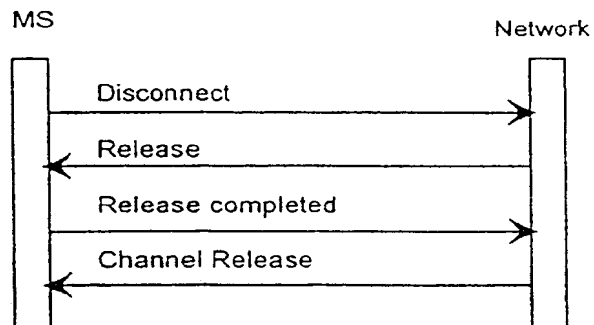 MS
Network
Disconnect
Release
Release completed
Channel Release